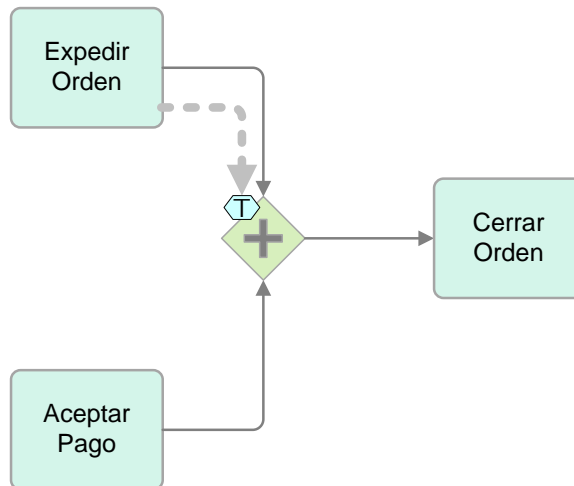 Expedir
Orden
T
Cerrar
Orden
Aceptar
Pago